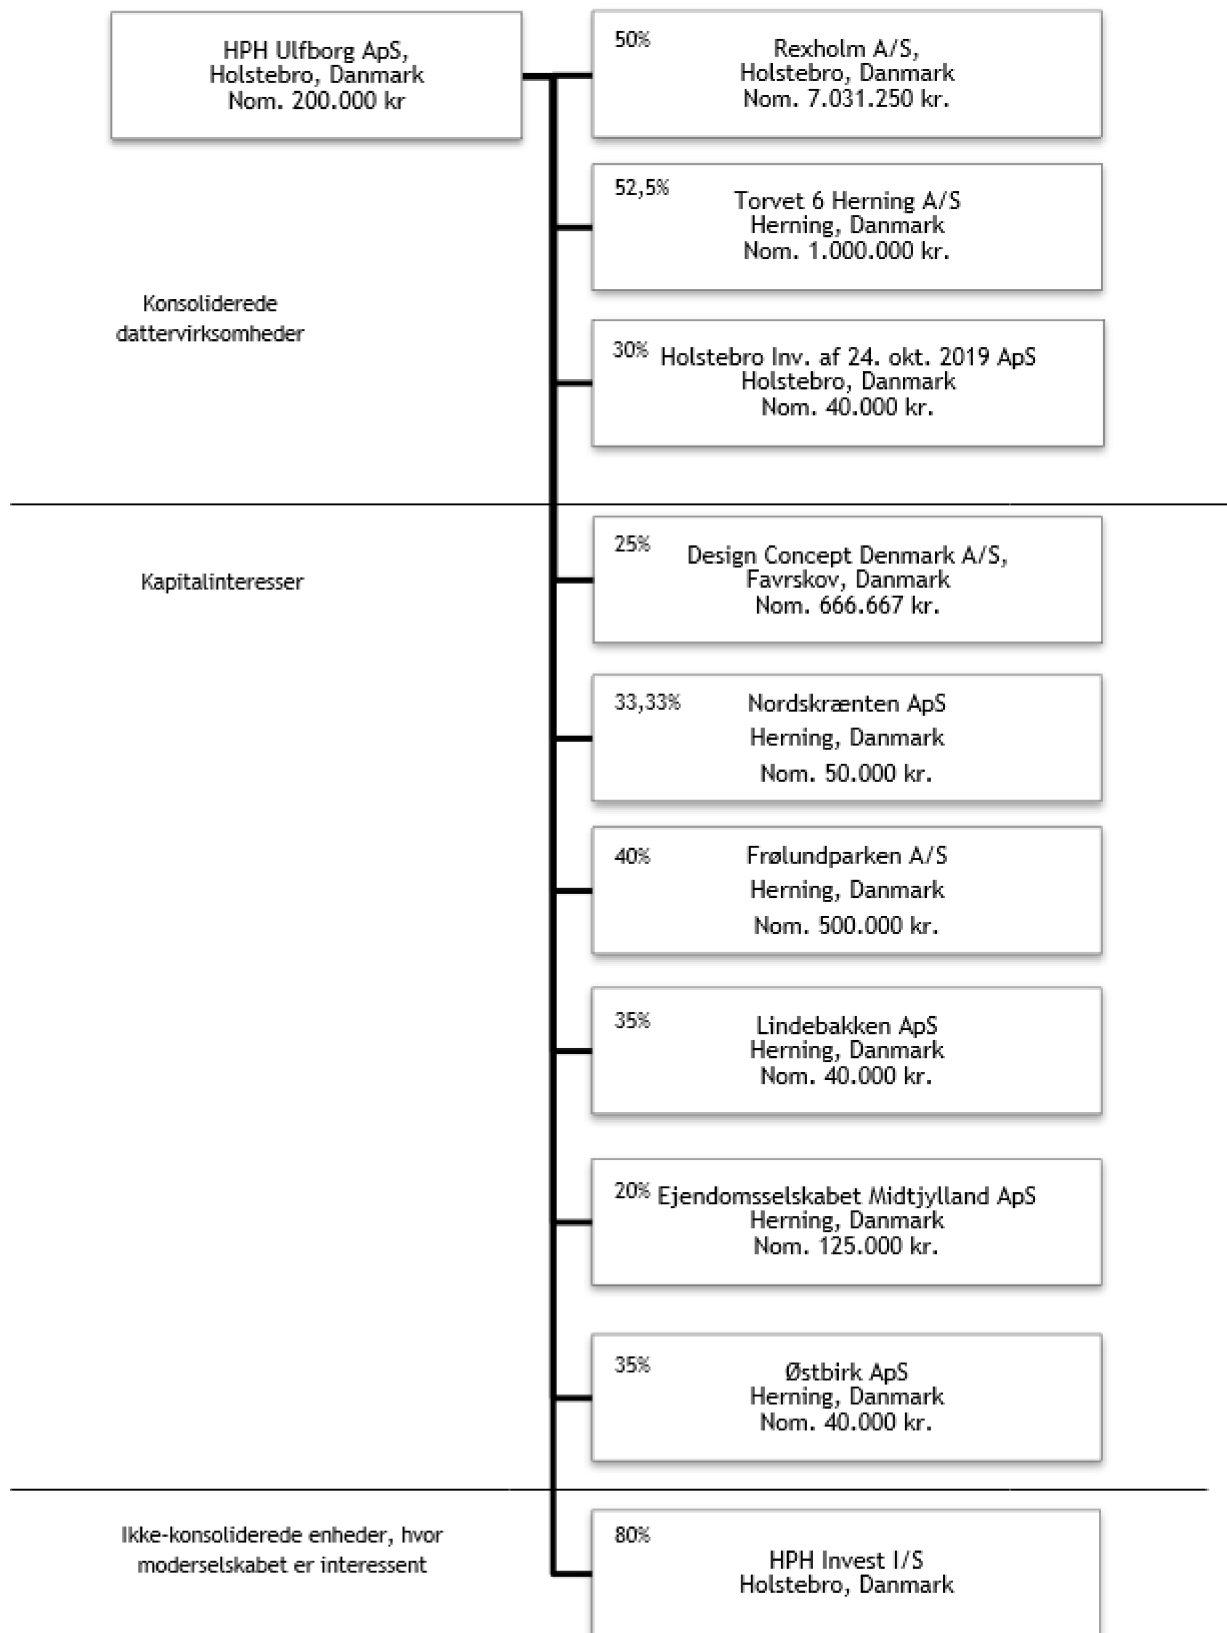 HPH Ulfborg ApS,
Holstebro, Danmark
Nom. 200.000 kr
50%
Rexholm A/S,
Holstebro, Danmark
Nom. 7.031.250 kr.
52,5%
Torvet 6 Herning A/S
Herning, Danmark
Nom. 1.000.000 kr.
Konsoliderede
dattervirksomheder
30% Holstebro Inv. af 24. okt. 2019 ApS
Holstebro, Danmark
Nom. 40.000 kr.
Kapitalinteresser
25%
Design Concept Denmark A/S,
Favrskov, Danmark
Nom. 666.667 kr.
33,33% Nordskrænten ApS
Herning, Danmark
Nom. 50.000 kr.
40% Frølundparken A/S
Herning, Danmark
Nom. 500.000 kr.
35%
Lindebakken ApS
Herning, Danmark
Nom. 40.000 kr.
20% Ejendomsselskabet Midtjylland ApS
Herning, Danmark
Nom. 125.000 kr.
35%
Østbirk ApS
Herning, Danmark
Nom. 40.000 kr.
Ikke-konsoliderede enheder, hvor
moderselskabet er interessent
80%
HPH Invest I/S
Holstebro, Danmark